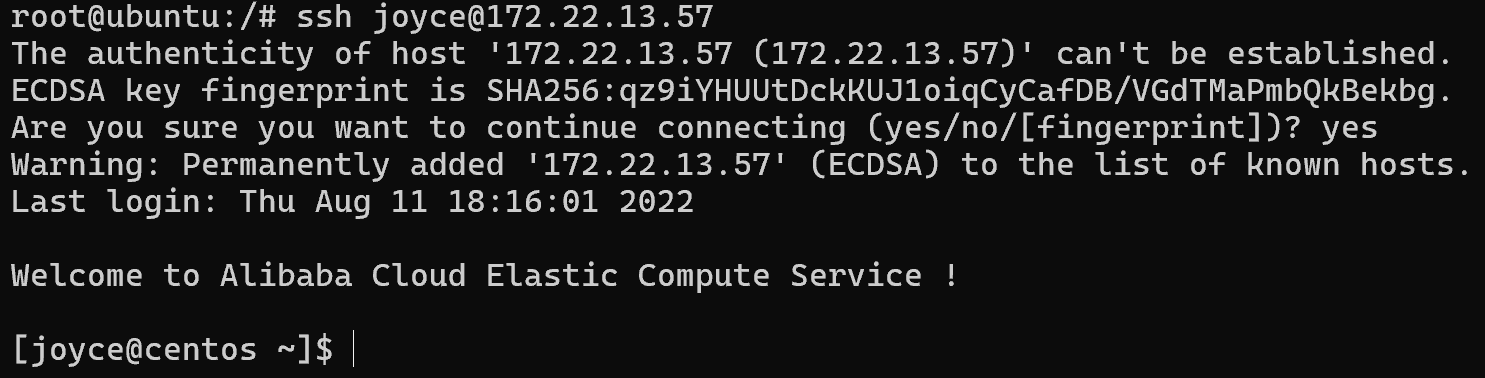 root@ubuntu:/# ssh joyce@172.22.13.57
The authenticity of host '172.22.13.57 (172.22.13.57)' can't be established.
ECDSA key fingerprint is SHA256:qz9iYHUUtDckKUJ1oiqCyCafDB/VGdTMaPmbQkBekbg.
Are you sure you want to continue connecting (yes/no/[fingerprint])? yes
Warning: Permanently added '172.22.13.57' (ECDSA) to the list of known hosts.
Last login: Thu Aug 11 18:16:01 2022
Welcome to Alibaba Cloud Elastic Compute Service !
[joyce@centos ~]$